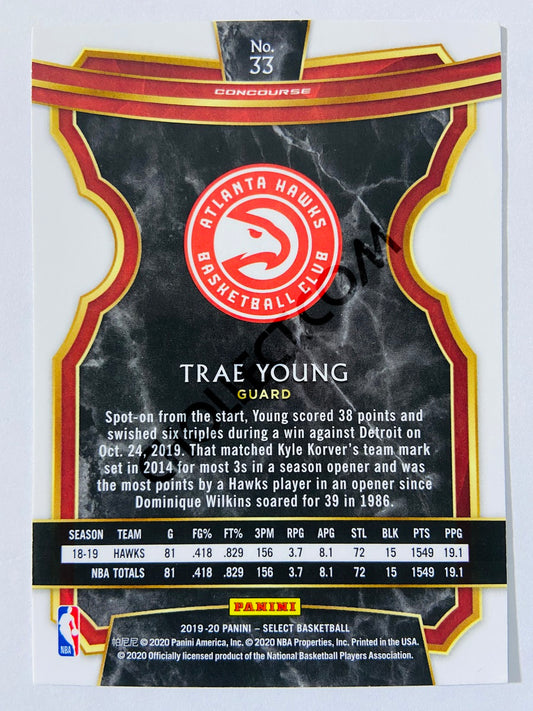 No.
33
CONCOURSE
ATLANTA HAWKS
BASKETBALL CLUB
TRAE YOUNG
GUARD
Spot-on from the start, Young scored 38 points and
swished six triples during a win against Detroit on
Oct. 24, 2019. That matched Kyle Korver's team mark
set in 2014 for most 3s in a season opener and was
the most points by a Hawks player in an opener since
Dominique Wilkins soared for 39 in 1986.
SEASON TEAM G FG% FT% 3PM RPG APG STL BLK PTS PPG
18-19 HAWKS 81 .418 .829 156 3.7 8.1 72 15 1549 19.1
NBA TOTALS 81 .418 .829 156 3.7 8.1 72 15 1549 19.1
PANINI
NBA
2019-20 PANINI – SELECT BASKETBALL
帕尼尼 © 2020 Panini America, Inc. © 2020 NBA Properties, Inc. Printed in the USA.
© 2020 Officially licensed product of the National Basketball Players Association.